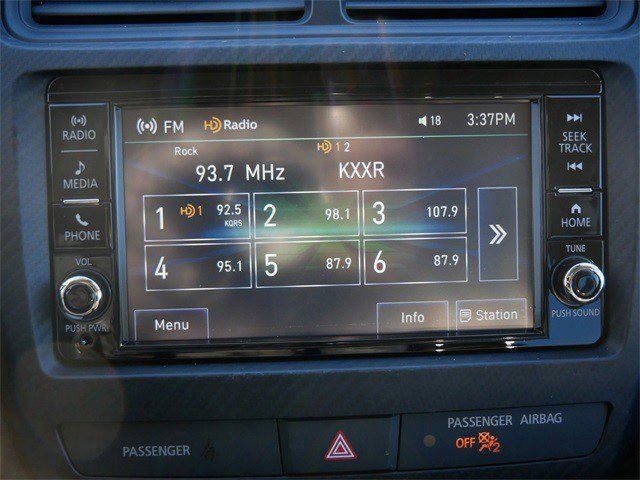 RADIO
MEDIA
PHONE
VOL
PUSH PWR
FM HD Radio 18 3:37PM
Rock HD 1 2
93.7 MHz KXXR
1 HD 1 92.5 KQRS
2 98.1
3 107.9
4 95.1
5 87.9
6 87.9
Menu Info Station
SEEK
TRACK
HOME
TUNE
PUSH SOUND
PASSENGER
PASSENGER AIRBAG
OFF 2